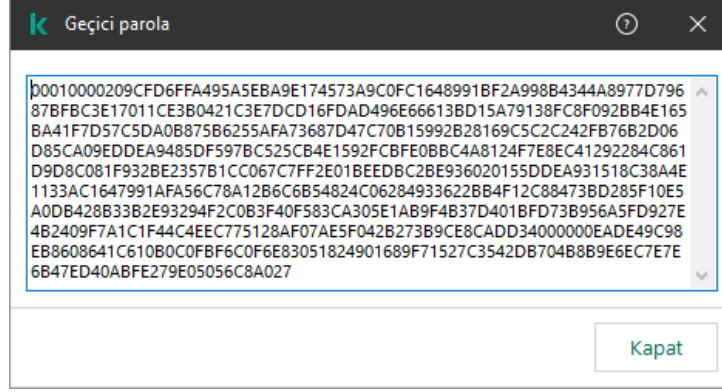 Geçici parola
00010000209CFD6FFA495A5EBA9E174573A9C0FC1648991BF2A998B4344A8977D796
87BFBC3E17011CE3B0421C3E7DCD16FDAD496E66613BD15A79138FC8F092BB4E165
BA41F7D57C5DA0B875B6255AFA73687D47C70B15992B28169C5C2C242FB76B2D06
D85CA09EDDEA9485DF597BC525CB4E1592FCBFE0BBC4A8124F7E8EC41292284C861
D9D8C081F932BE2357B1CC067C7FF2E01BEEDBC2BE936020155DDEA931518C38A4E
1133AC1647991AFA56C78A12B6C6B54824C06284933622BB4F12C88473BD285F10E5
A0DB428B33B2E93294F2C0B3F40F583CA305E1AB9F4B37D401BFD73B956A5FD927E
4B2409F7A1C1F44C4EEC775128AF07AE5F042B273B9CE8CADD34000000EADE49C98
EB8608641C610B0C0FBF6C0F6E83051824901689F71527C3542DB704B8B9E6EC7E7E
6B47ED40ABFE279E05056C8A027
Kapat